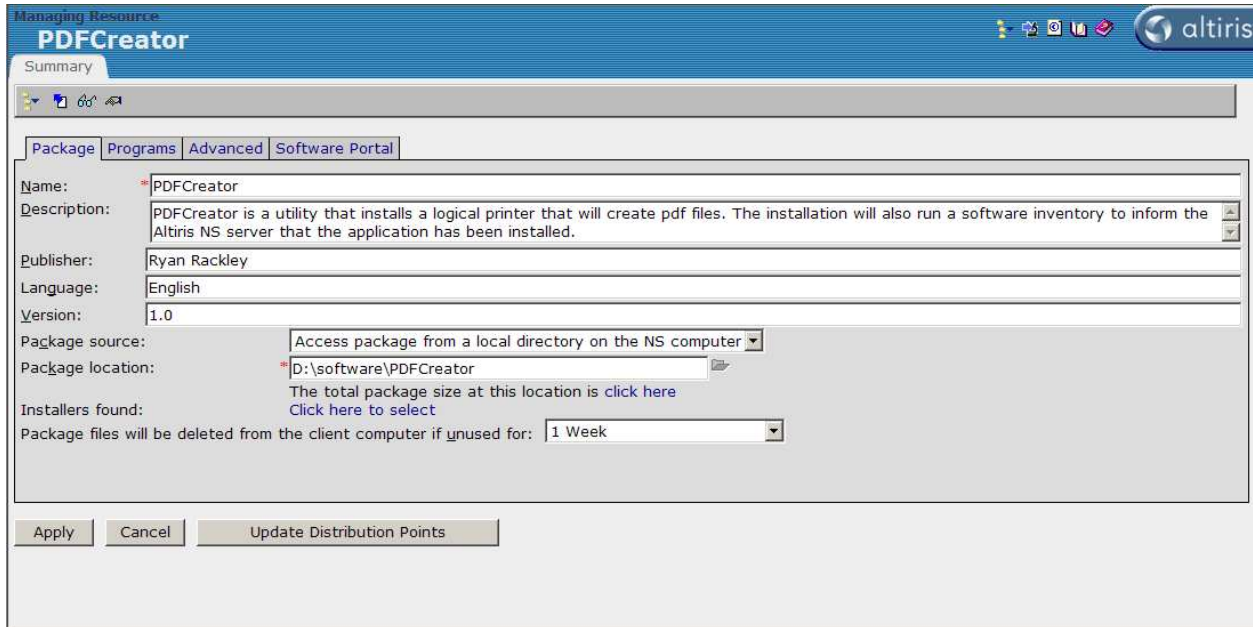 Managing Resource
PDFCreator
altiris
Summary
Package Programs Advanced Software Portal
Name: *PDFCreator
Description: PDFCreator is a utility that installs a logical printer that will create pdf files. The installation will also run a software inventory to inform the
Altiris NS server that the application has been installed.
Publisher: Ryan Rackley
Language: English
Version: 1.0
Package source: Access package from a local directory on the NS computer
Package location: *D:\software\PDFCreator
The total package size at this location is click here
Installers found: Click here to select
Package files will be deleted from the client computer if unused for: 1 Week
Apply Cancel Update Distribution Points